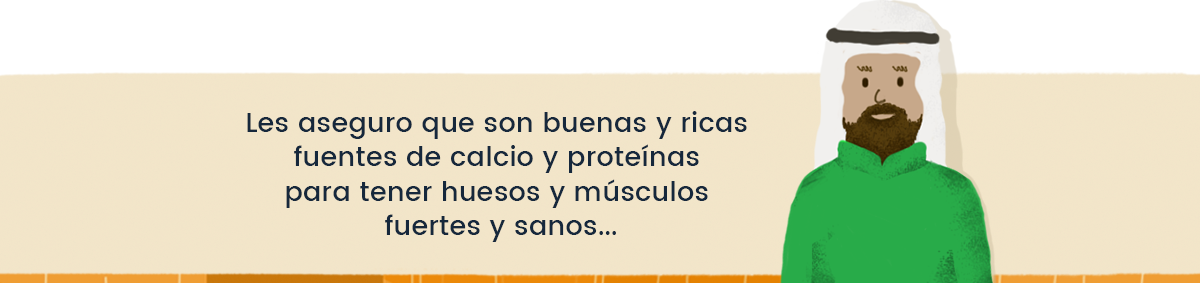 Les aseguro que son buenas y ricas
fuentes de calcio y proteínas
para tener huesos y músculos
fuertes y sanos...